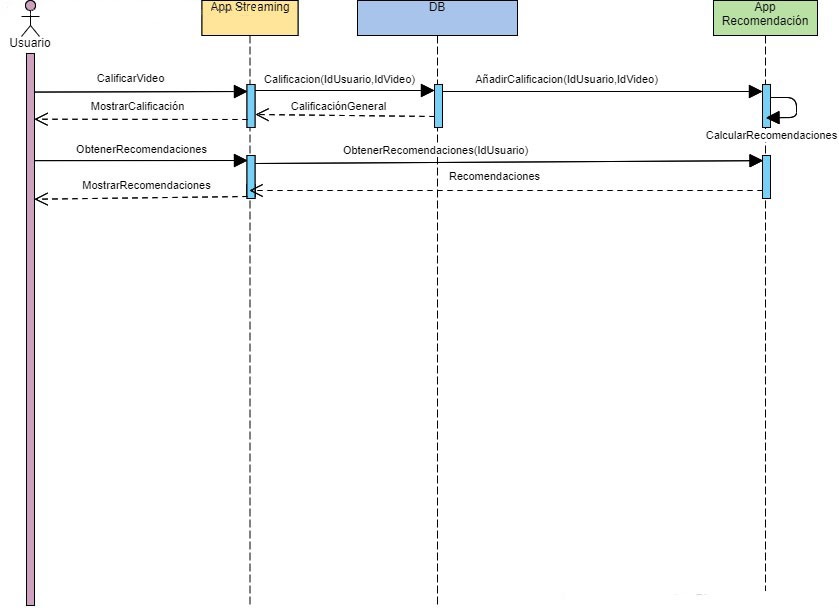 App Streaming
DB
App
Recomendación
Usuario
CalificarVideo
Calificacion(IdUsuario,IdVideo)
AñadirCalificacion(IdUsuario,IdVideo)
MostrarCalificación
CalificaciónGeneral
CalcularRecomendaciones
ObtenerRecomendaciones
ObtenerRecomendaciones(IdUsuario)
MostrarRecomendaciones
Recomendaciones